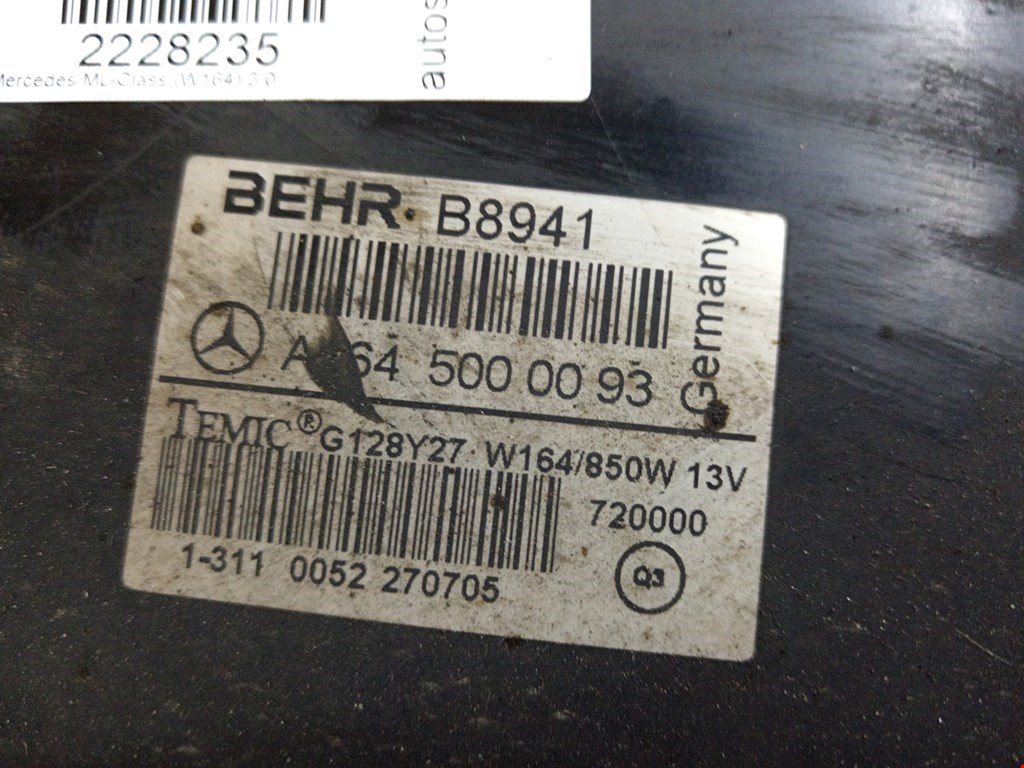 2228235
Mercedes ML-Class (W164) 3.0
autos
BEHR B8941
Germany
A 64 500 00 93
TEMIC® G128Y27 W164/850W 13V
720000
1-311 0052 270705
Q3